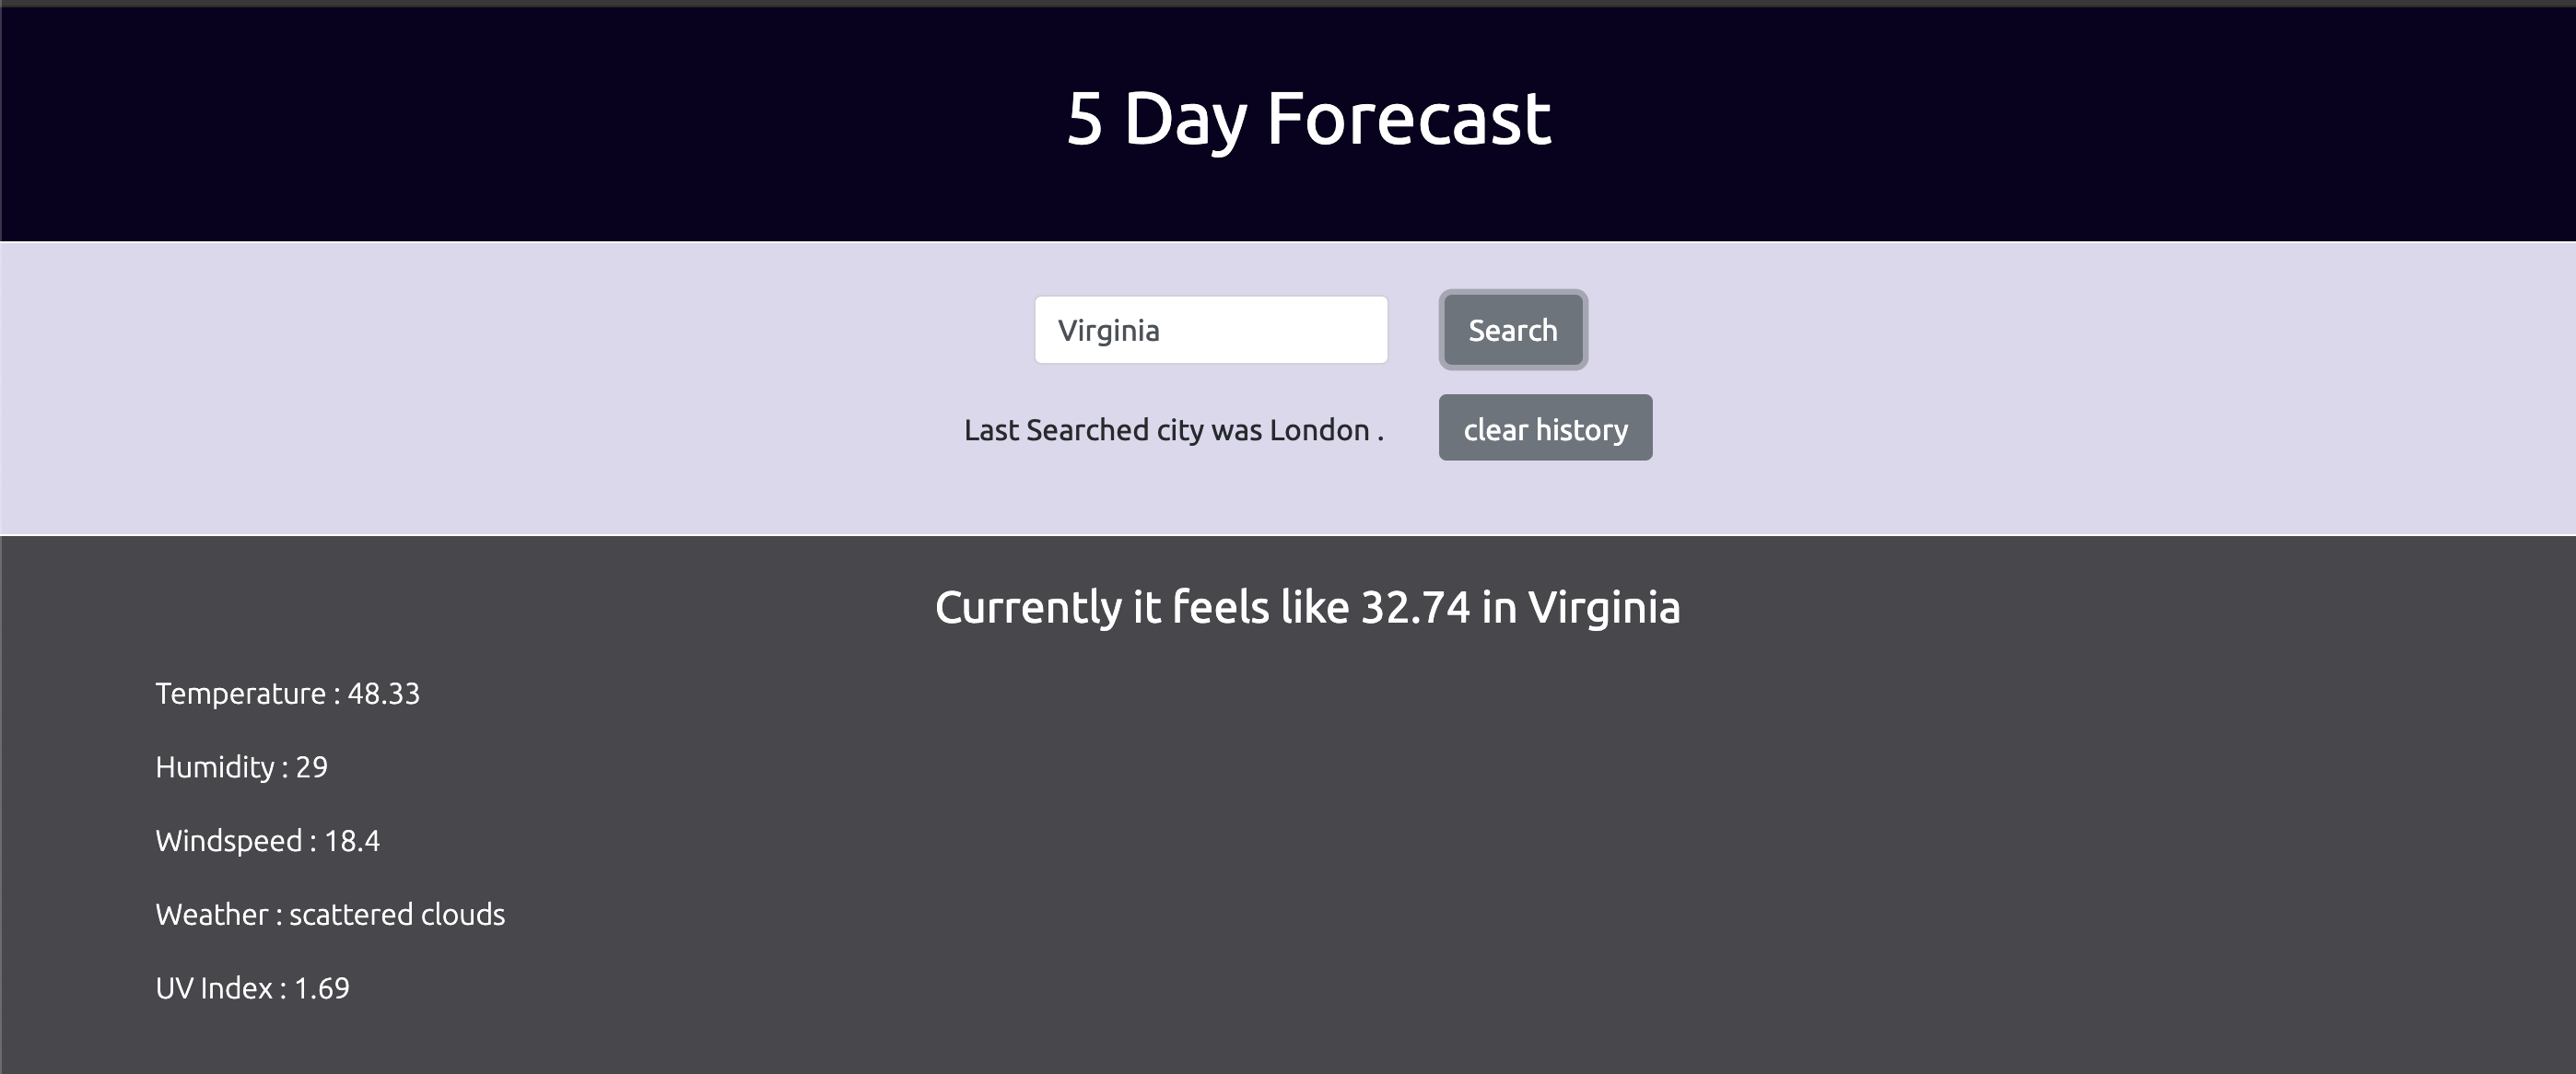 5 Day Forecast
Virginia
Search
Last Searched city was London .
clear history
Currently it feels like 32.74 in Virginia
Temperature : 48.33
Humidity : 29
Windspeed : 18.4
Weather : scattered clouds
UV Index : 1.69